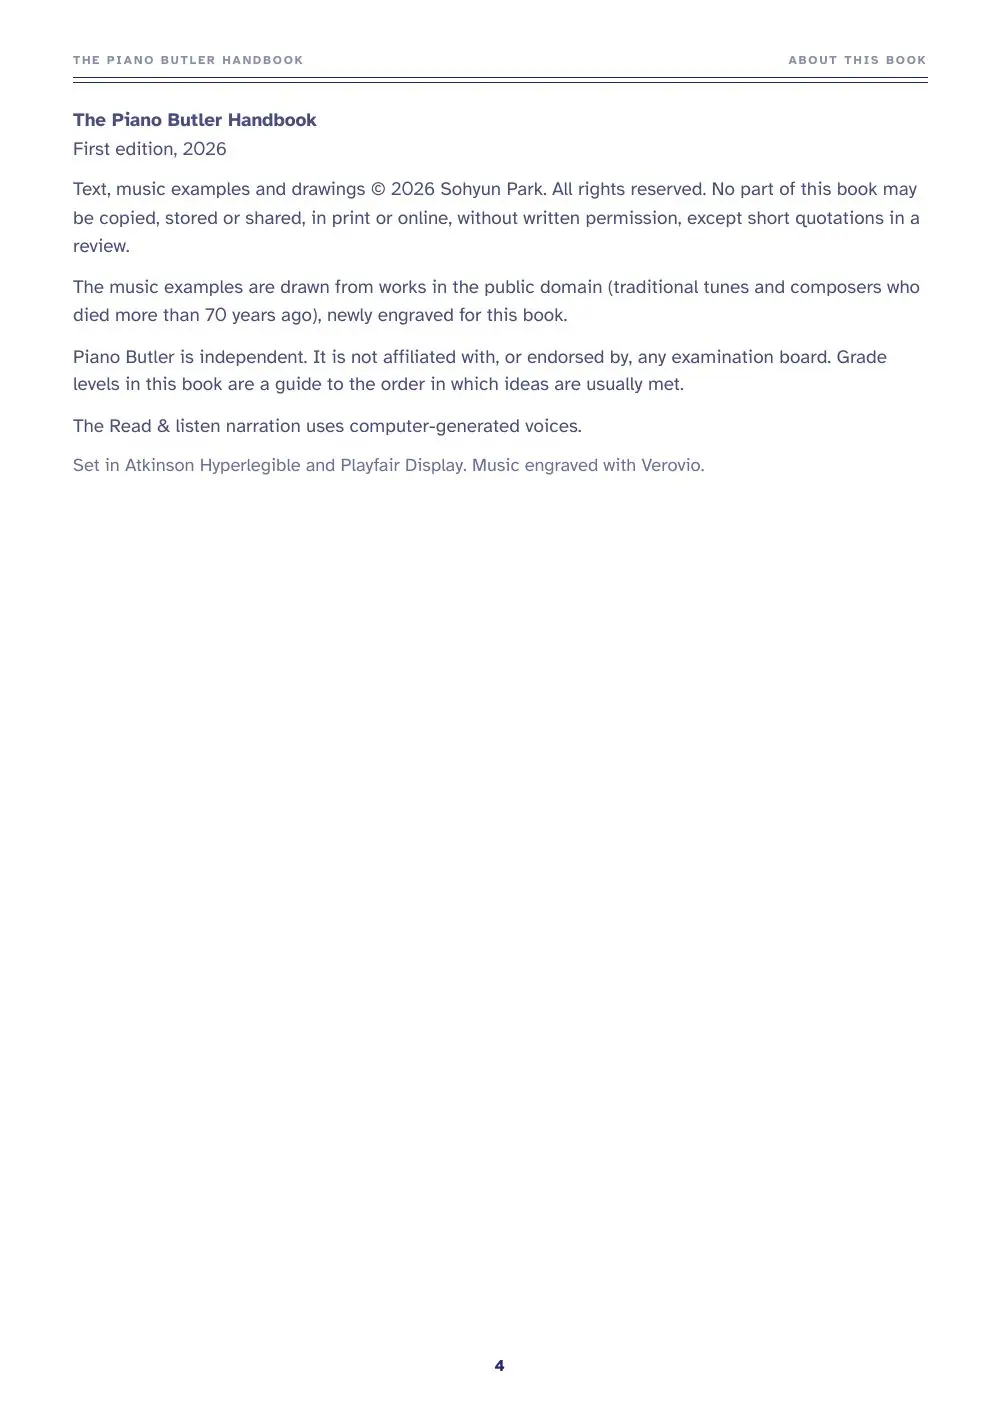 THE PIANO BUTLER HANDBOOK
ABOUT THIS BOOK
The Piano Butler Handbook
First edition, 2026
Text, music examples and drawings © 2026 Sohyun Park. All rights reserved. No part of this book may
be copied, stored or shared, in print or online, without written permission, except short quotations in a
review.
The music examples are drawn from works in the public domain (traditional tunes and composers who
died more than 70 years ago), newly engraved for this book.
Piano Butler is independent. It is not affiliated with, or endorsed by, any examination board. Grade
levels in this book are a guide to the order in which ideas are usually met.
The Read & listen narration uses computer-generated voices.
Set in Atkinson Hyperlegible and Playfair Display. Music engraved with Verovio.
4